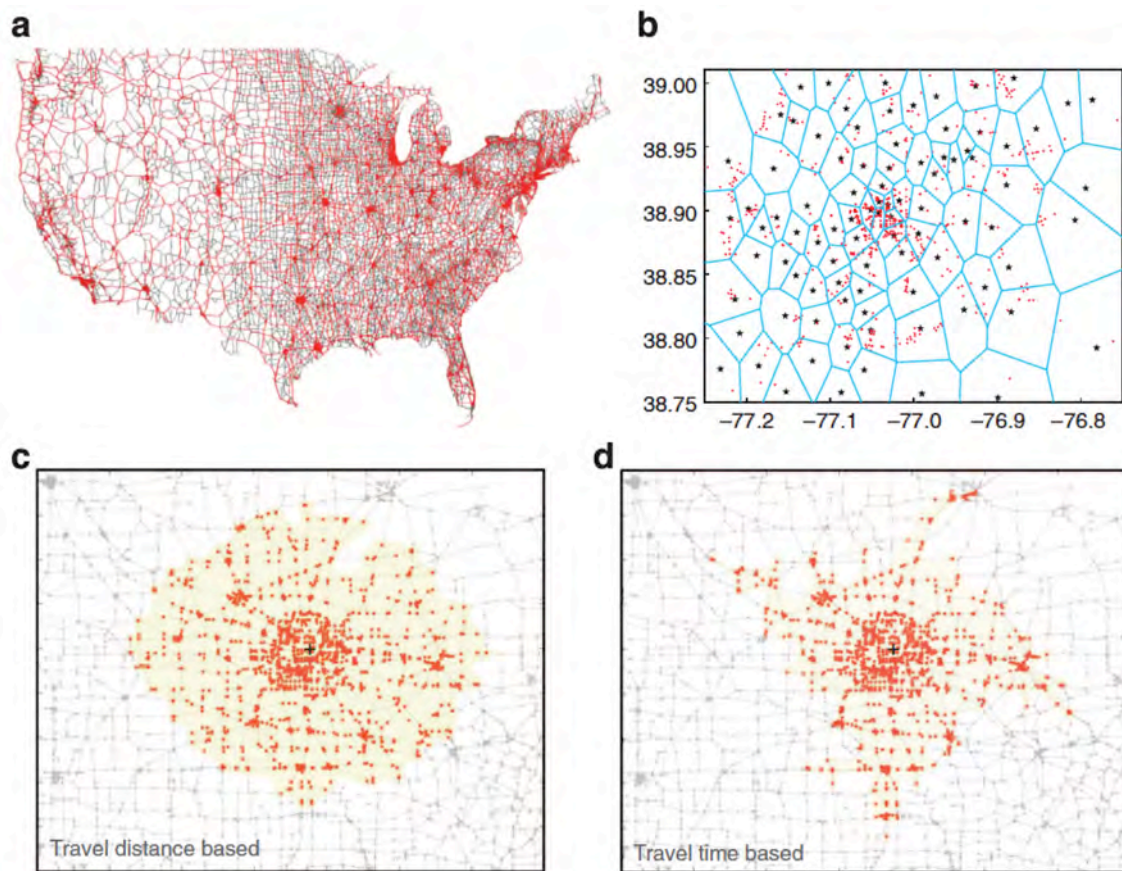 a
b
39.00
38.95
38.90
38.85
38.80
38.75
−77.2 −77.1 −77.0 −76.9 −76.8
c
d
Travel distance based
Travel time based